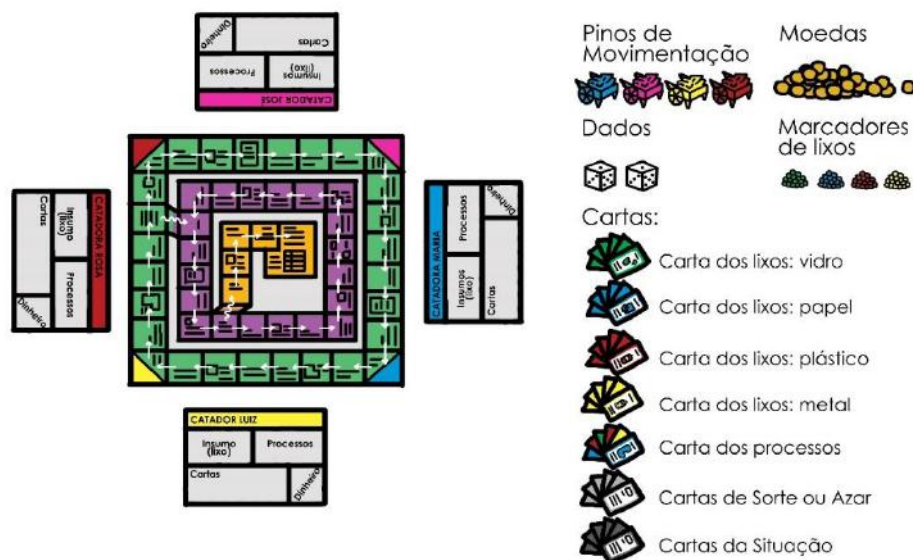 Dinheiro
Cartas
Processos
Insumos
(lixo)
CATADOR JOSÉ
CATADORA ROSA
Cartas
Insumo
(lixo)
Processos
Dinheiro
CATADORA MARIA
Processos
Dinheiro
Insumos (lixo)
Cartas
CATADOR LUIZ
Insumo
(lixo)
Processos
Cartas
Dinheiro
Pinos de
Movimentação
Moedas
Dados
Marcadores
de lixos
Cartas:
Carta dos lixos: vidro
Carta dos lixos: papel
Carta dos lixos: plástico
Carta dos lixos: metal
Carta dos processos
Cartas de Sorte ou Azar
Cartas da Situação